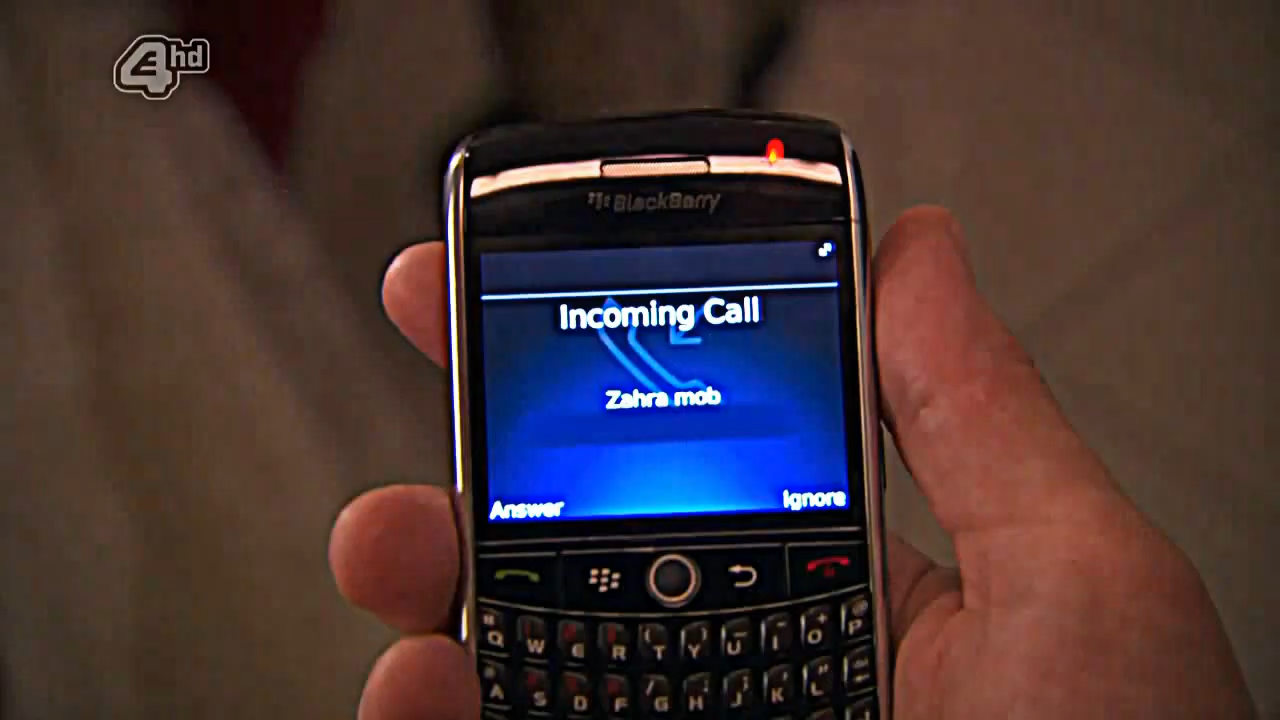 4hd
BlackBerry
Incoming Call
Zahra mob
Answer Ignore
Q W E R T Y U I O P
A S D F G H J K L